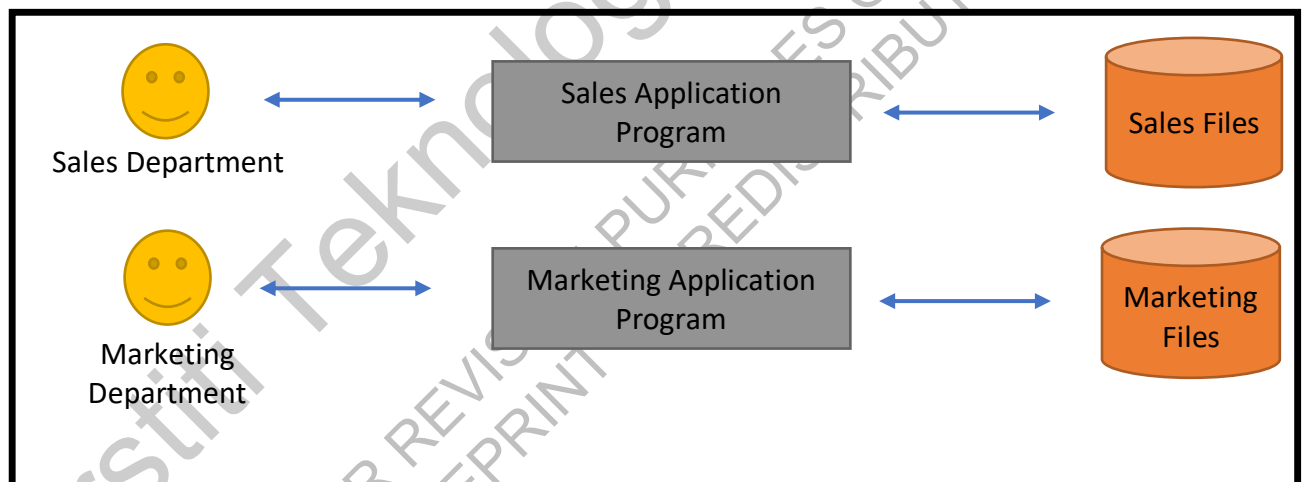 Sales Department
Sales Application
Program
Sales Files
Marketing
Department
Marketing Application
Program
Marketing
Files